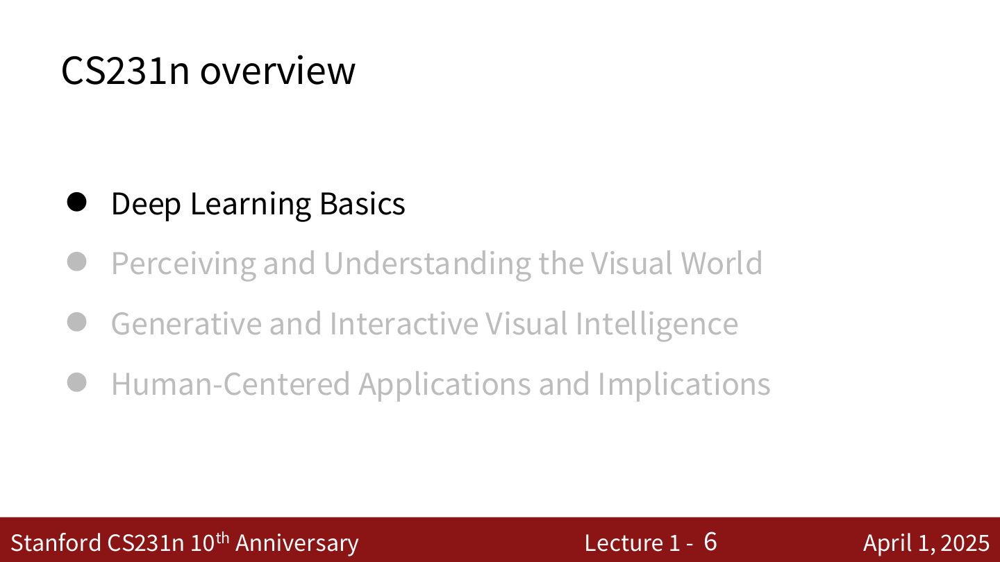 CS231n overview
● Deep Learning Basics
● Perceiving and Understanding the Visual World
● Generative and Interactive Visual Intelligence
● Human-Centered Applications and Implications
Stanford CS231n 10th Anniversary Lecture 1 - 6 April 1, 2025